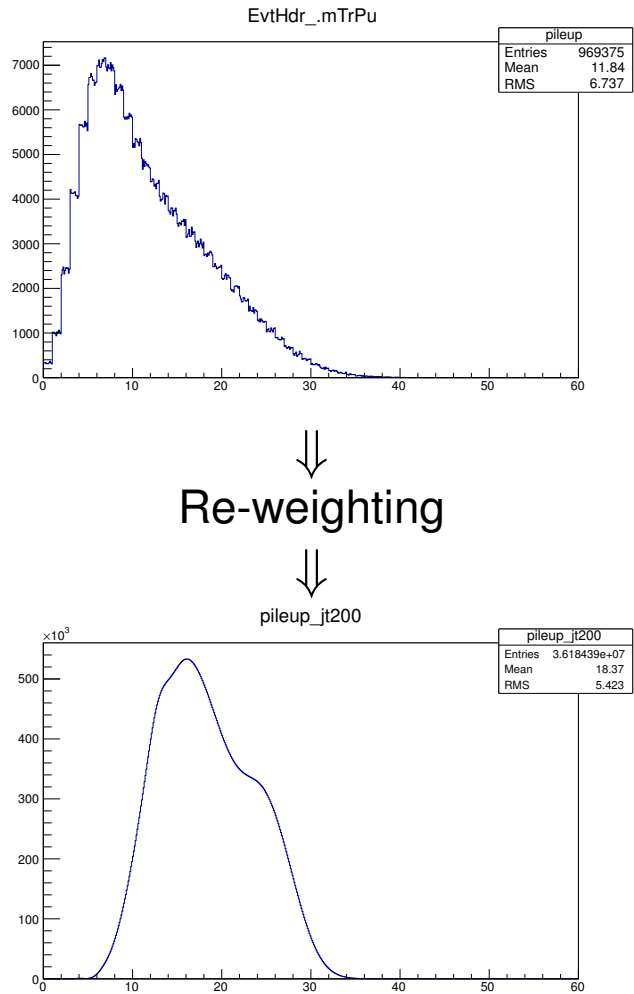 EvtHdr_.mTrPu
pileup
Entries 969375
Mean 11.84
RMS 6.737
7000
6000
5000
4000
3000
2000
1000
0
0 10 20 30 40 50 60
⇓
Re-weighting
⇓
pileup_jt200
×10³
pileup_jt200
Entries 3.618439e+07
Mean 18.37
RMS 5.423
500
400
300
200
100
0
0 10 20 30 40 50 60